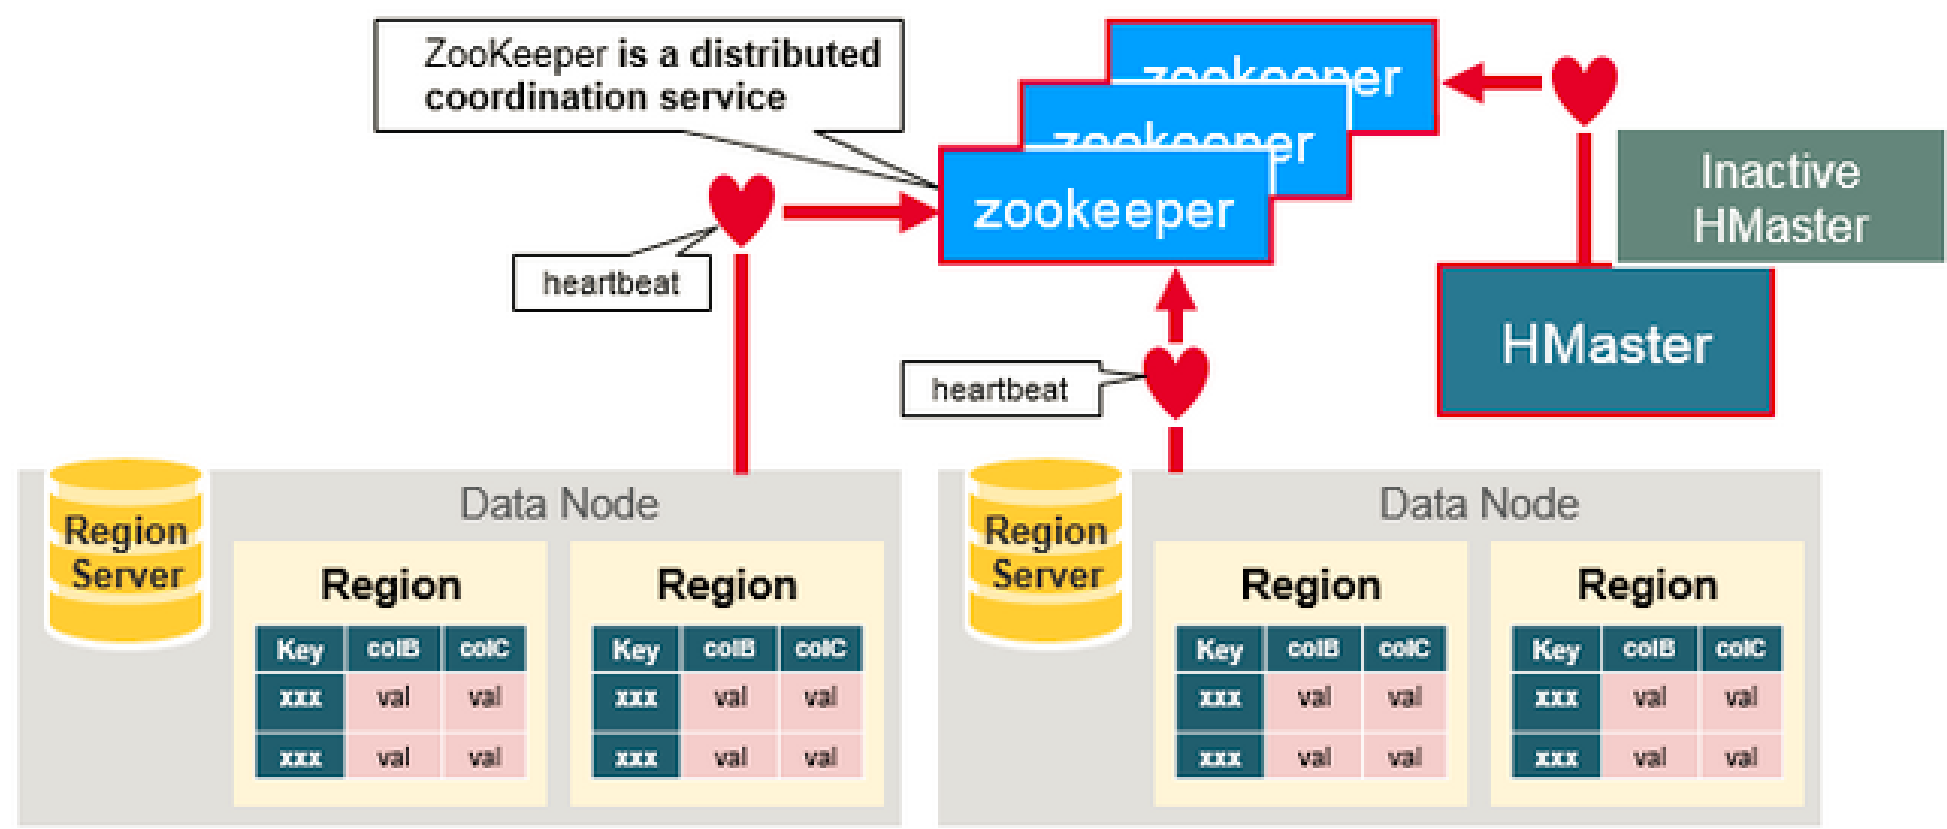 ZooKeeper is a distributed
coordination service
zookeeper
zookeeper
zookeeper
Inactive
HMaster
HMaster
heartbeat
heartbeat
Data Node
Region
Server
Region
Key colB colC
xxx val val
xxx val val
Region
Key colB colC
xxx val val
xxx val val
Data Node
Region
Server
Region
Key colB colC
xxx val val
xxx val val
Region
Key colB colC
xxx val val
xxx val val